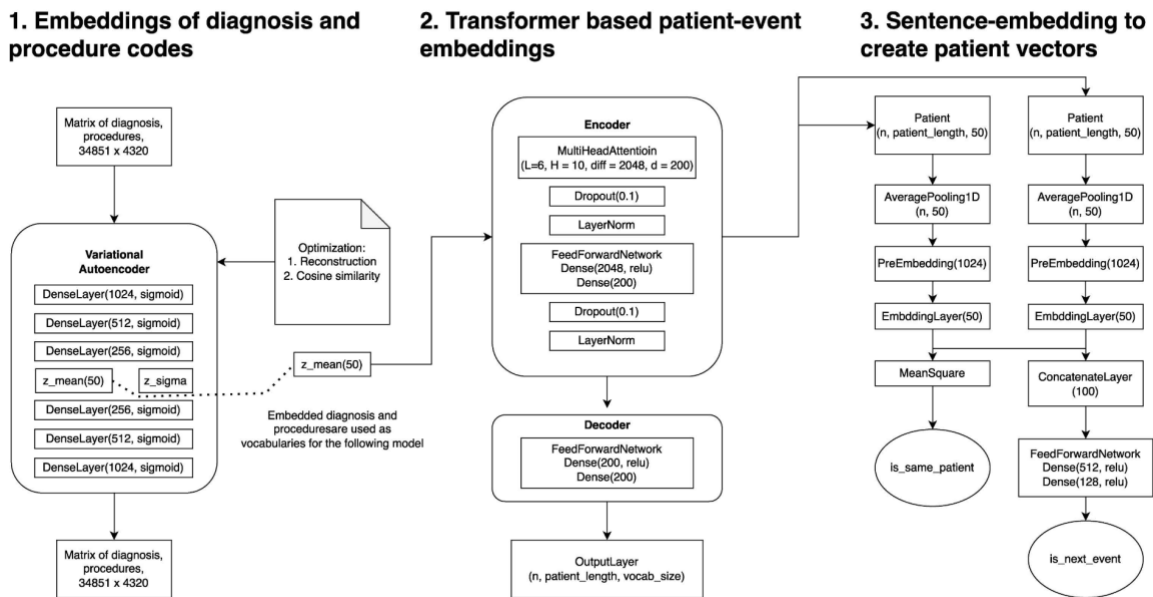 1. Embeddings of diagnosis and
procedure codes
Matrix of diagnosis,
procedures,
34851 x 4320
Variational
Autoencoder
DenseLayer(1024, sigmoid)
DenseLayer(512, sigmoid)
DenseLayer(256, sigmoid)
z_mean(50)
z_sigma
DenseLayer(256, sigmoid)
DenseLayer(512, sigmoid)
DenseLayer(1024, sigmoid)
Matrix of diagnosis,
procedures,
34851 x 4320
Optimization:
1. Reconstruction
2. Cosine similarity
z_mean(50)
Embedded diagnosis and
proceduresare used as
vocabularies for the following model
2. Transformer based patient-event
embeddings
Encoder
MultiHeadAttentioin
(L=6, H = 10, diff = 2048, d = 200)
Dropout(0.1)
LayerNorm
FeedForwardNetwork
Dense(2048, relu)
Dense(200)
Dropout(0.1)
LayerNorm
Decoder
FeedForwardNetwork
Dense(200, relu)
Dense(200)
OutputLayer
(n, patient_length, vocab_size)
3. Sentence-embedding to
create patient vectors
Patient
(n, patient_length, 50)
AveragePooling1D
(n, 50)
PreEmbedding(1024)
EmbddingLayer(50)
MeanSquare
is_same_patient
Patient
(n, patient_length, 50)
AveragePooling1D
(n, 50)
PreEmbedding(1024)
EmbddingLayer(50)
ConcatenateLayer
(100)
FeedForwardNetwork
Dense(512, relu)
Dense(128, relu)
is_next_event